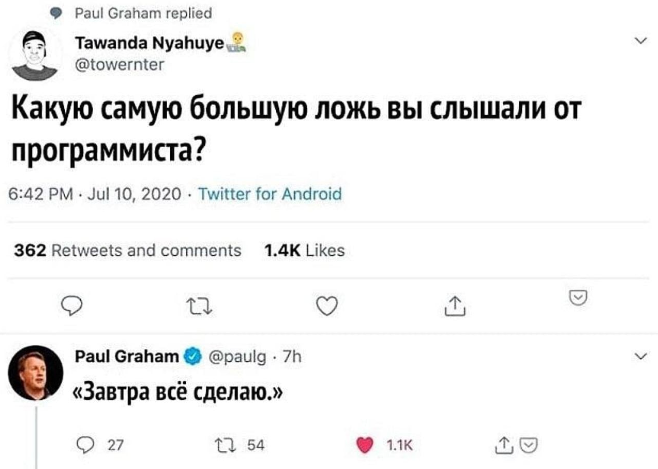 Paul Graham replied
Tawanda Nyahuye
@towernter
Какую самую большую ложь вы слышали от
программиста?
6:42 PM · Jul 10, 2020 · Twitter for Android
362 Retweets and comments 1.4K Likes
Paul Graham @paulg · 7h
«Завтра всё сделаю.»
27 54 1.1K